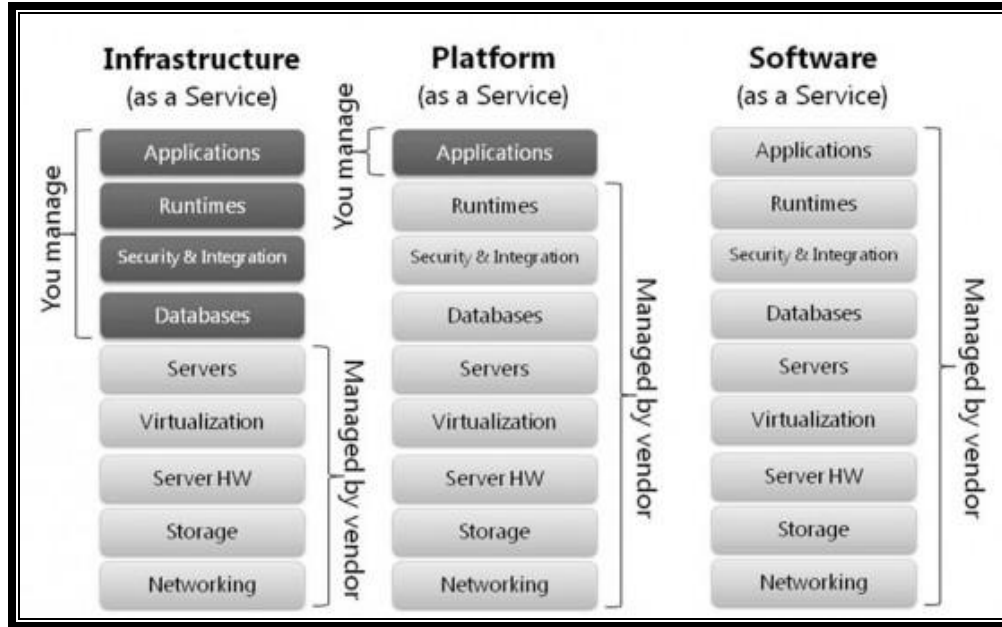 Infrastructure
(as a Service)
You manage
Applications
Runtimes
Security & Integration
Databases
Servers
Virtualization
Server HW
Storage
Networking
Managed by vendor
Platform
(as a Service)
You manage
Applications
Runtimes
Security & Integration
Databases
Servers
Virtualization
Server HW
Storage
Networking
Managed by vendor
Software
(as a Service)
Applications
Runtimes
Security & Integration
Databases
Servers
Virtualization
Server HW
Storage
Networking
Managed by vendor